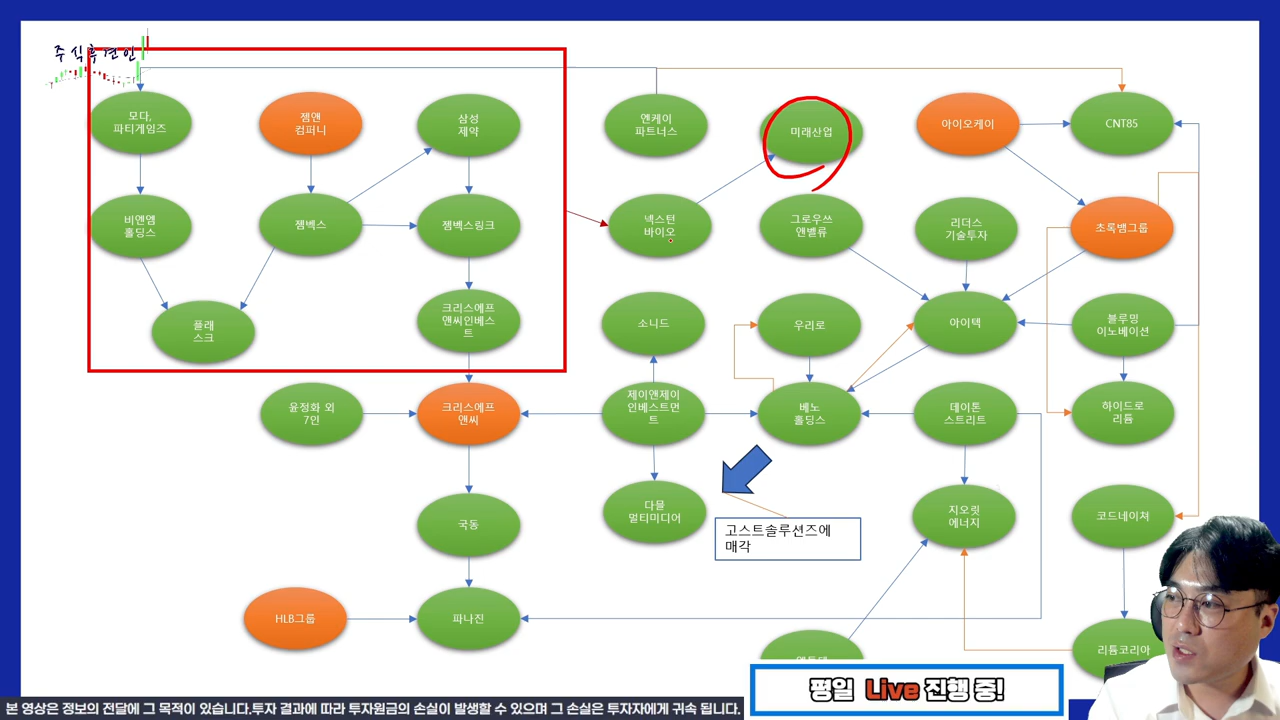 주식후견인
모다,
파티게임즈
젬앤
컴퍼니
삼성
제약
엔케이
파트너스
미래산업
아이오케이
CNT85
비엔엠
홀딩스
젬벡스
젬벡스링크
넥스턴
바이오
그로우쓰
앤밸류
리더스
기술투자
초록뱀그룹
플래
스크
크리스에프
앤씨인베스
트
소니드
우리로
아이텍
블루밍
이노베이션
윤정화 외
7인
크리스에프
앤씨
제이앤제이
인베스트먼
트
베노
홀딩스
데이톤
스트리트
하이드로
리튬
국동
다믈
멀티미디어
고스트솔루션즈에
매각
지오릿
에너지
코드네이쳐
HLB그룹
파나진
리튬코리아
평일 Live 진행 중!
본 영상은 정보의 전달에 그 목적이 있습니다.투자 결과에 따라 투자원금의 손실이 발생할 수 있으며 그 손실은 투자자에게 귀속 됩니다.